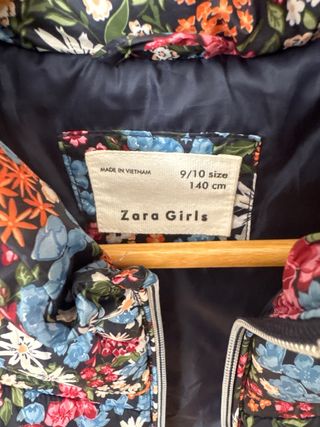 MADE IN VIETNAM
9/10 size
140 cm
Zara Girls